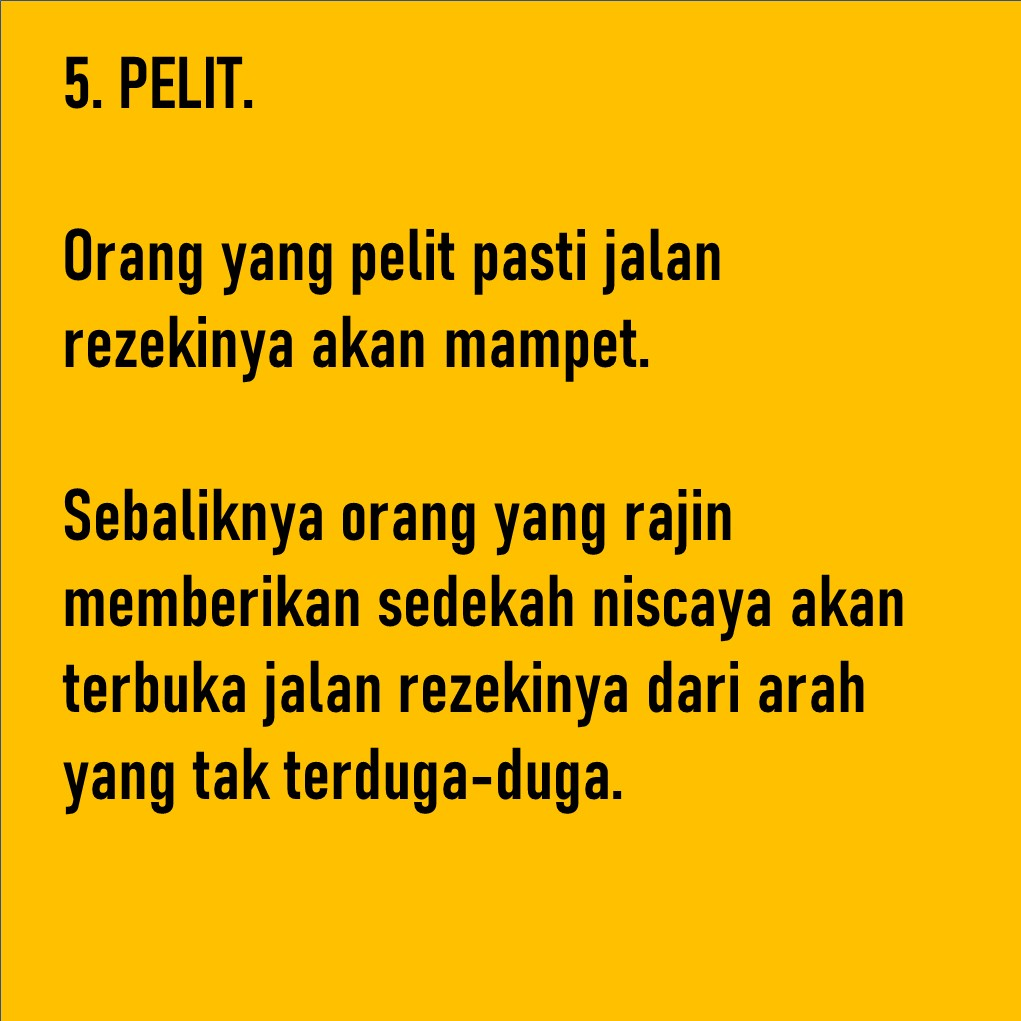 5. PELIT.
Orang yang pelit pasti jalan
rezekinya akan mampet.
Sebaliknya orang yang rajin
memberikan sedekah niscaya akan
terbuka jalan rezekinya dari arah
yang tak terduga-duga.